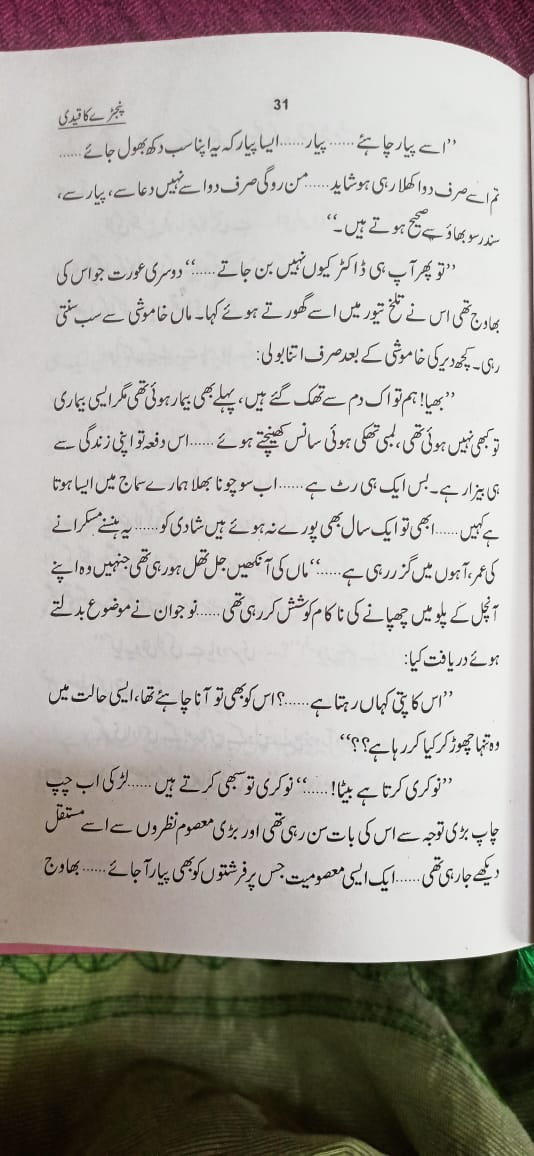 31
پنجڑے کا قیدی
’’اسے پیار چاہئے...... پیار......ایسا پیار کہ یہ اپنا سب دکھ بھول جائے......
تم اسے صرف دوا کھلا رہی ہو شاید......من روگی صرف دوا سے نہیں دعا سے، پیار سے،
سندر سوبھاؤ سے صحیح ہوتے ہیں۔‘‘
’’تو پھر آپ ہی ڈاکٹر کیوں نہیں بن جاتے......‘‘ دوسری عورت جو اس کی
بھاوج تھی اس نے تلخ تیور میں اسے گھورتے ہوئے کہا۔ ماں خاموشی سے سب سنتی
رہی۔ کچھ دیر کی خاموشی کے بعد صرف اتنا بولی:
’’بھیا! ہم تو اک دم سے تھک گئے ہیں، پہلے بھی بیمار ہوئی تھی مگر ایسی بیماری
تو کبھی نہیں ہوئی تھی، لمبی تھکی ہوئی سانس کھینچتے ہوئے ......اس دفعہ تو اپنی زندگی سے
ہی بیزار ہے۔ بس ایک ہی رٹ ہے......اب سوچو نا بھلا ہمارے سماج میں ایسا ہوتا
ہے کہیں......ابھی تو ایک سال بھی پورے نہ ہوئے ہیں شادی کو...... یہ ہنسنے مسکرانے
کی عمر، آہوں میں گزر رہی ہے......‘‘ ماں کی آنکھیں جل تھل ہو رہی تھی جنہیں وہ اپنے
آنچل کے پلو میں چھپانے کی ناکام کوشش کر رہی تھی ......نوجوان نے موضوع بدلتے
ہوئے دریافت کیا:
’’اس کا پتی کہاں رہتا ہے......؟ اس کو بھی تو آنا چاہئے تھا، ایسی حالت میں
وہ تنہا چھوڑ کر کیا کر رہا ہے؟؟‘‘
’’نوکری کرتا ہے بیٹا!......‘‘ نوکری تو سبھی کرتے ہیں ......لڑکی اب چپ
چاپ بڑی توجہ سے اس کی بات سن رہی تھی اور بڑی معصوم نظروں سے اسے مستقل
دیکھے جا رہی تھی......ایک ایسی معصومیت جس پر فرشتوں کو بھی پیار آ جائے...... بھاوج